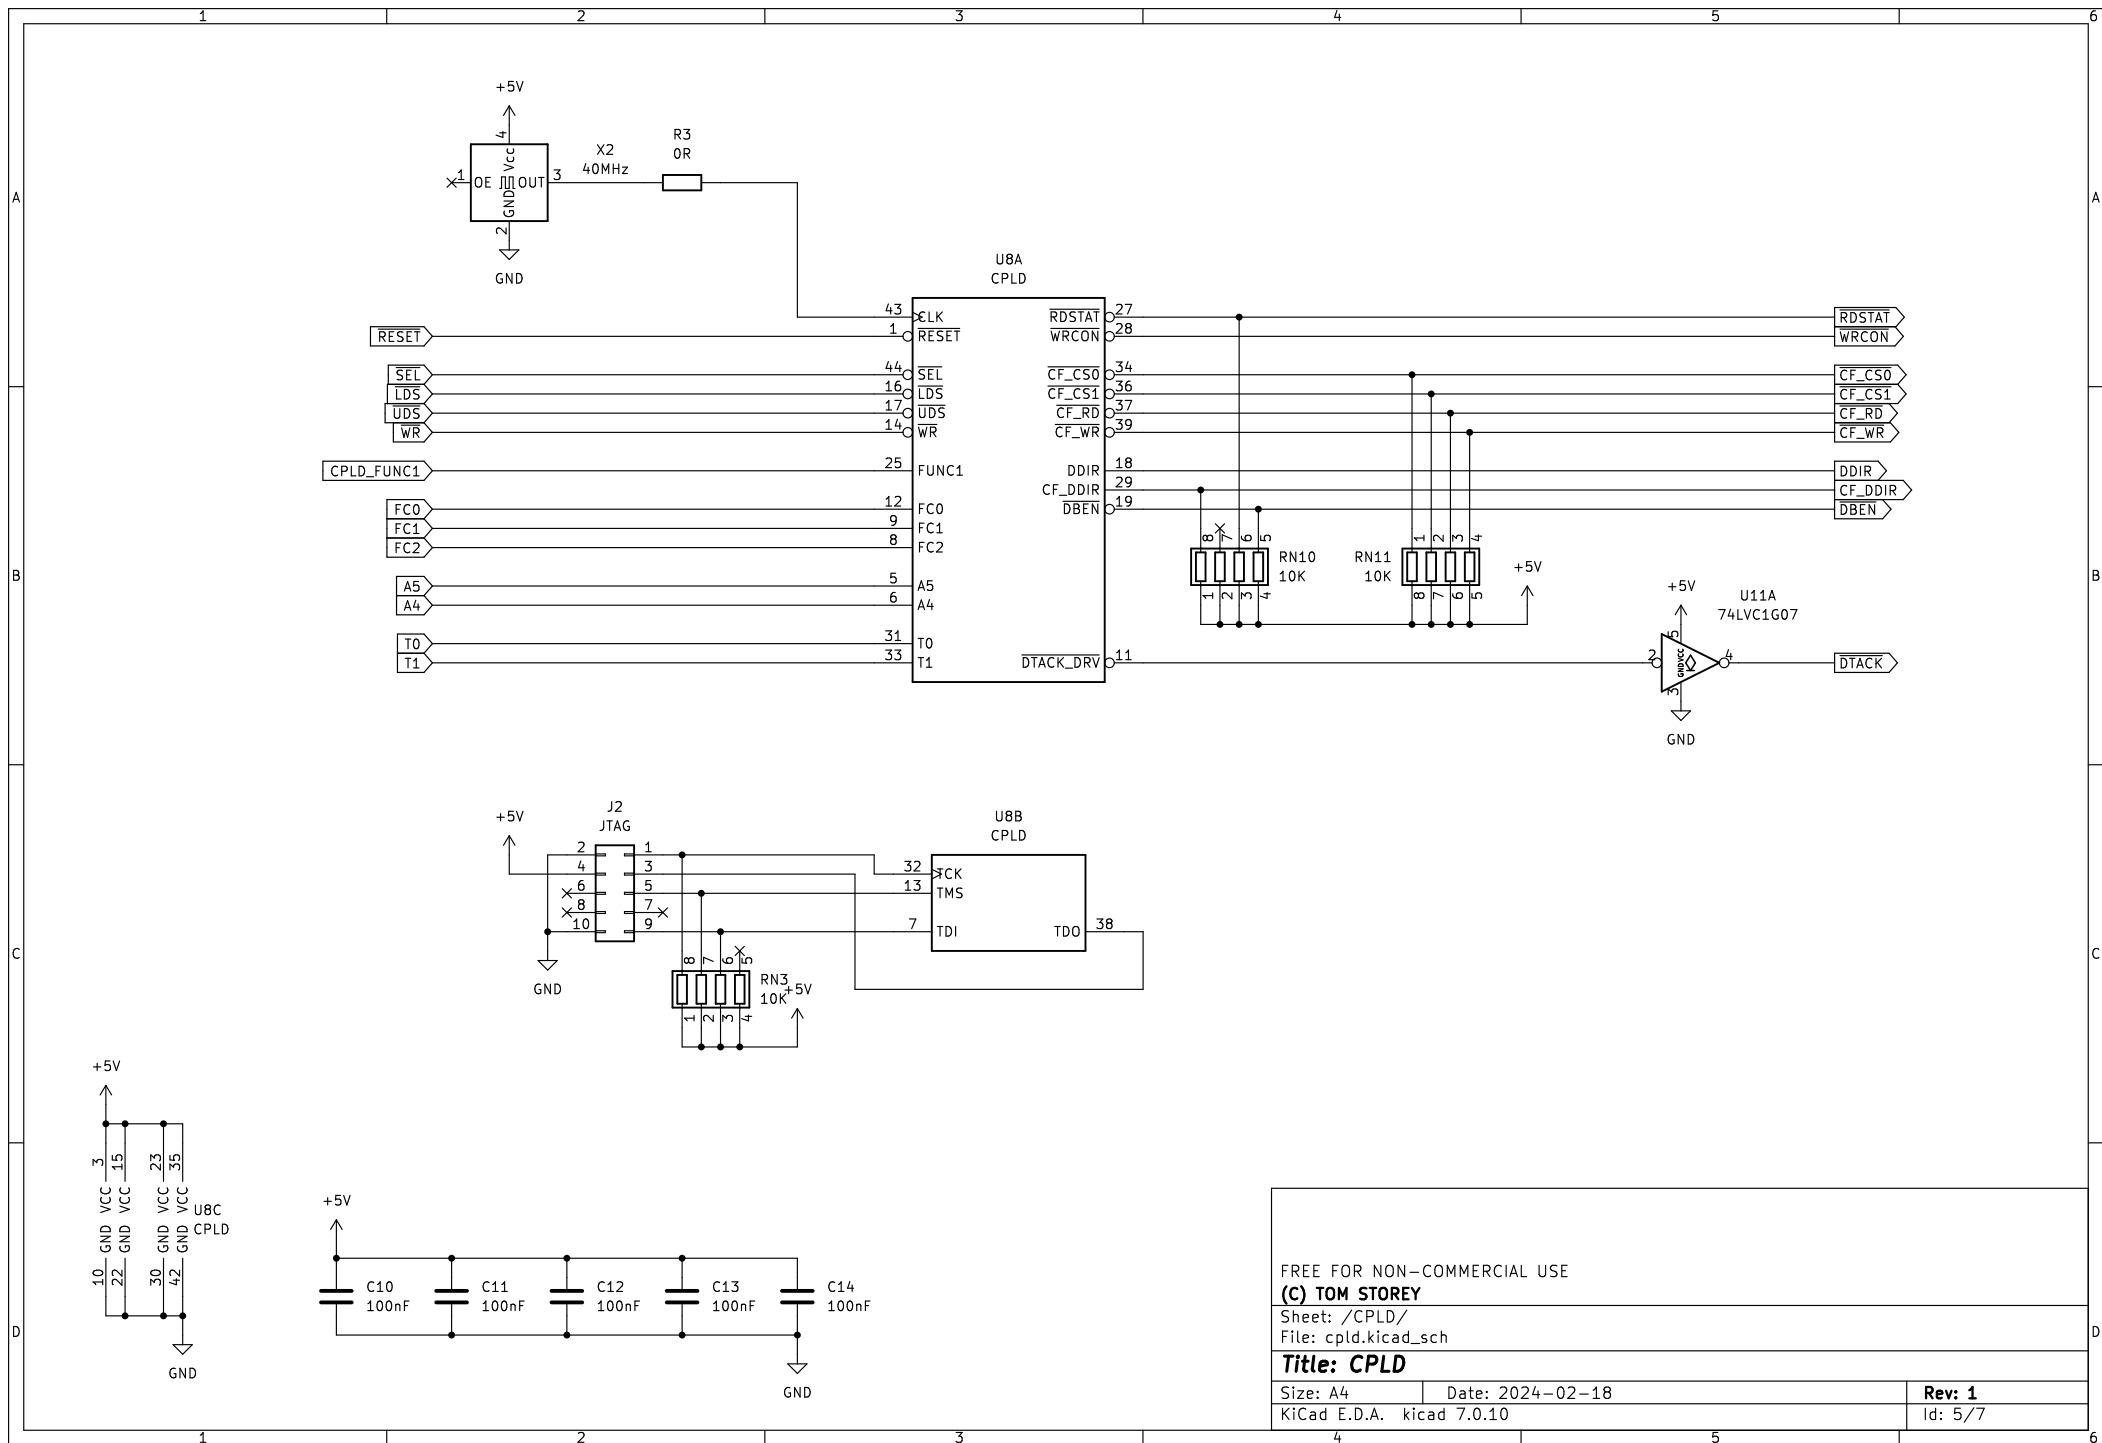 1 2 3 4 5 6
A A
B B
C C
D D
1 2 3 4 5 6
+5V
4
Vcc
1 OE OUT 3
GND
2
GND
X2
40MHz
R3
0R
U8A
CPLD
43 CLK
1 RESET
44 SEL
16 LDS
17 UDS
14 WR
25 FUNC1
12 FC0
9 FC1
8 FC2
5 A5
6 A4
31 T0
33 T1
RESET
SEL
LDS
UDS
WR
CPLD_FUNC1
FC0
FC1
FC2
A5
A4
T0
T1
RDSTAT 27
WRCON 28
CF_CS0 34
CF_CS1 36
CF_RD 37
CF_WR 39
DDIR 18
CF_DDIR 29
DBEN 19
DTACK_DRV 11
RDSTAT
WRCON
CF_CS0
CF_CS1
CF_RD
CF_WR
DDIR
CF_DDIR
DBEN
DTACK
8 7 6 5
RN10
10K
1 2 3 4
1 2 3 4
RN11
10K
8 7 6 5
+5V
+5V
U11A
74LVC1G07
5
2 GNDVCC 4
3
GND
J2
JTAG
+5V
2 1
4 3
6 5
8 7
10 9
GND
U8B
CPLD
32 TCK
13 TMS
7 TDI
TDO 38
8 7 6 5
RN3
10K
+5V
1 2 3 4
+5V
3 15 23 35
VCC VCC VCC VCC
GND GND GND GND
10 22 30 42
U8C
CPLD
GND
+5V
C10
100nF
C11
100nF
C12
100nF
C13
100nF
C14
100nF
GND
FREE FOR NON-COMMERCIAL USE
(C) TOM STOREY
Sheet: /CPLD/
File: cpld.kicad_sch
Title: CPLD
Size: A4 Date: 2024-02-18 Rev: 1
KiCad E.D.A. kicad 7.0.10 Id: 5/7